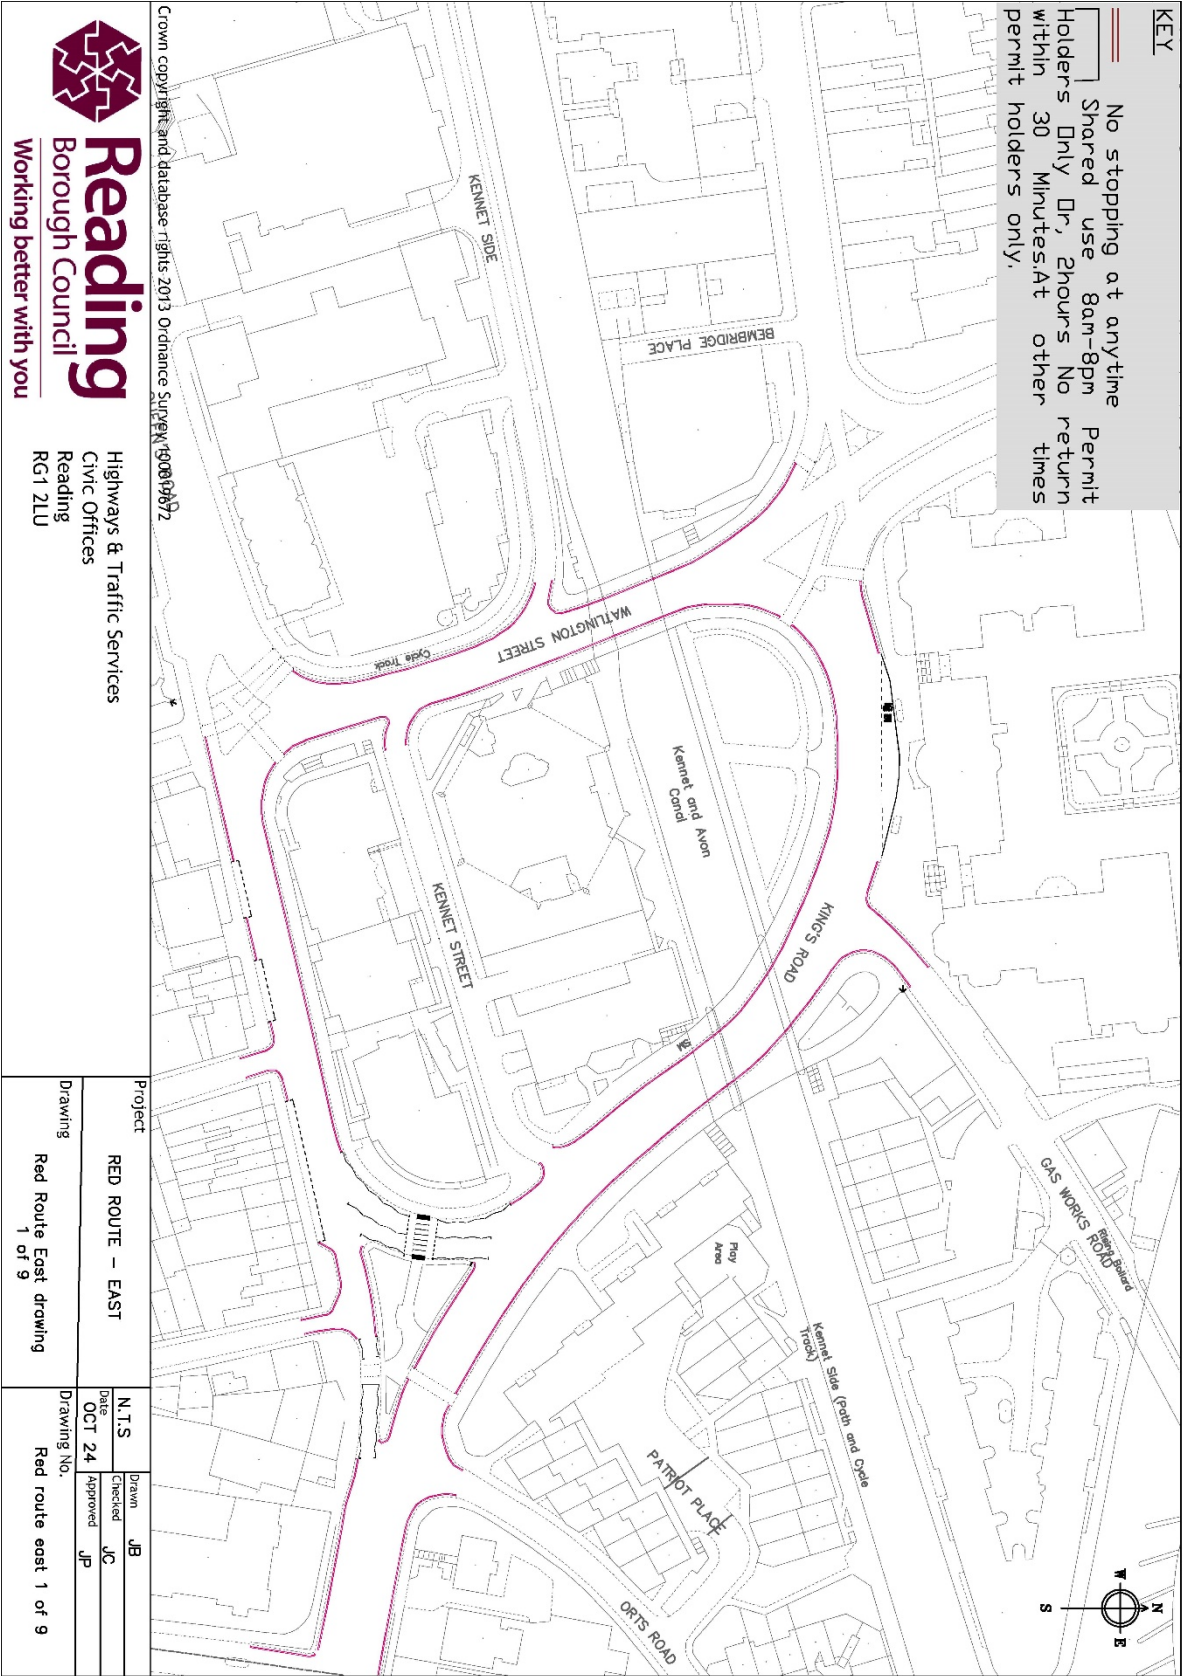 KEY
No stopping at anytime
Shared use 8am-8pm Permit
Holders Only Or, 2hours No return
within 30 Minutes.At other times
permit holders only.
KENNET SIDE
BEMBRIDGE PLACE
WATLINGTON STREET
Cycle Track
Kennet and Avon
Canal
KING'S ROAD
KENNET STREET
GAS WORKS ROAD
Rising Bollard
Play
Area
Kennet Side (Path and Cycle
Track)
PATRIOT PLACE
ORTS ROAD
N
W
E
S
Crown copyright and database rights 2013 Ordnance Survey 100019672
QUEEN'S ROAD
Reading
Borough Council
Working better with you
Highways & Traffic Services
Civic Offices
Reading
RG1 2LU
Project
RED ROUTE - EAST
Drawing
Red Route East drawing
1 of 9
N.T.S
Date
OCT 24
Drawn
JB
Checked
JC
Approved
JP
Drawing No.
Red route east 1 of 9